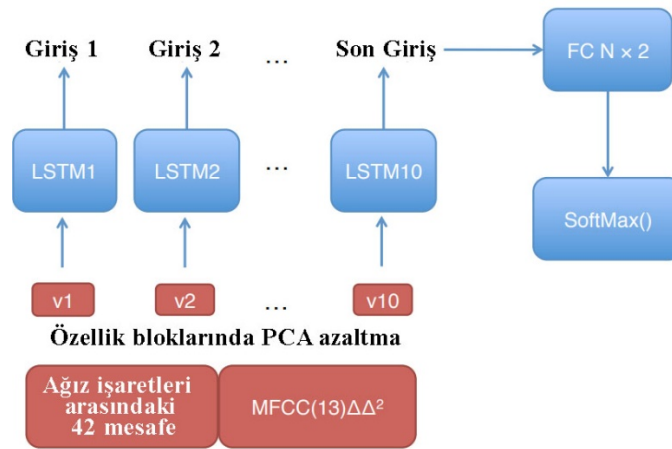 Giriş 1 Giriş 2 ... Son Giriş FC N × 2
LSTM1 LSTM2 ... LSTM10 SoftMax()
v1 v2 ... v10
Özellik bloklarında PCA azaltma
Ağız işaretleri
arasındaki
42 mesafe
MFCC(13)ΔΔ²